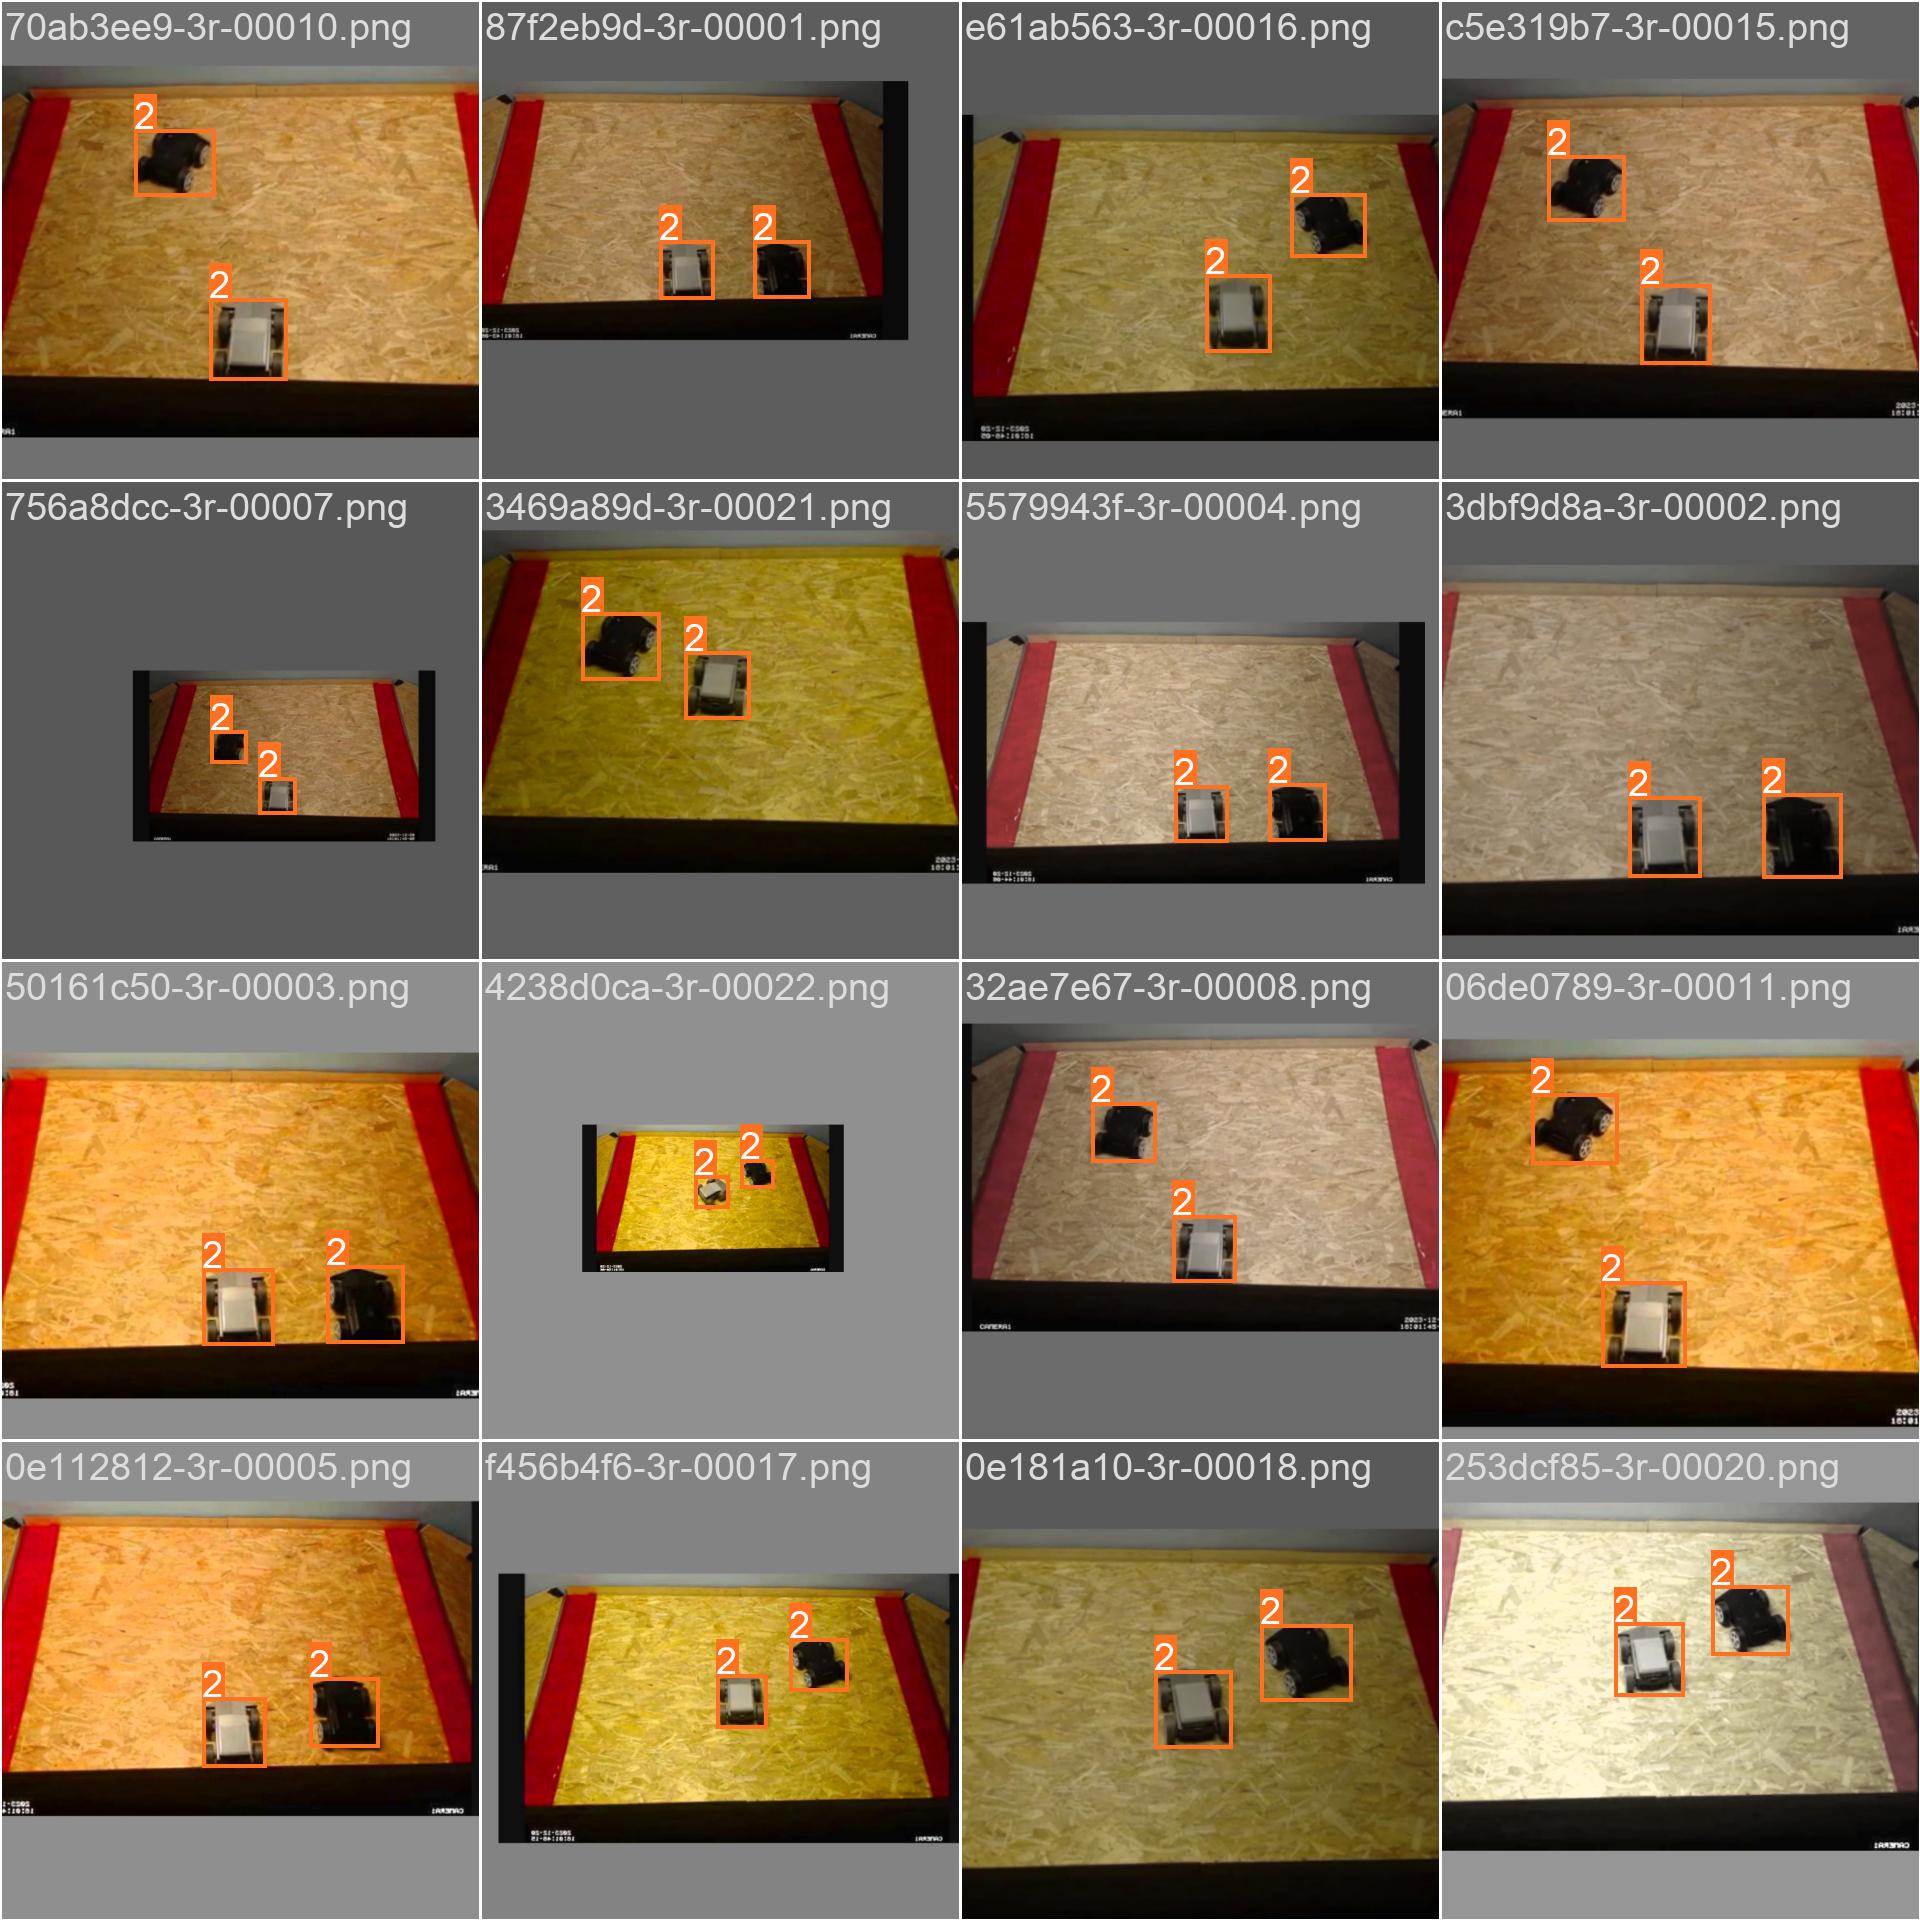 70ab3ee9-3r-00010.png
87f2eb9d-3r-00001.png
e61ab563-3r-00016.png
c5e319b7-3r-00015.png
2
2
2
2
2
2
2
2
756a8dcc-3r-00007.png
3469a89d-3r-00021.png
5579943f-3r-00004.png
3dbf9d8a-3r-00002.png
2
2
2
2
2
2
2
2
CAMERA1
50161c50-3r-00003.png
4238d0ca-3r-00022.png
32ae7e67-3r-00008.png
06de0789-3r-00011.png
2
2
2
2
2
2
2
2
CAMERA1
0e112812-3r-00005.png
f456b4f6-3r-00017.png
0e181a10-3r-00018.png
253dcf85-3r-00020.png
2
2
2
2
2
2
2
2